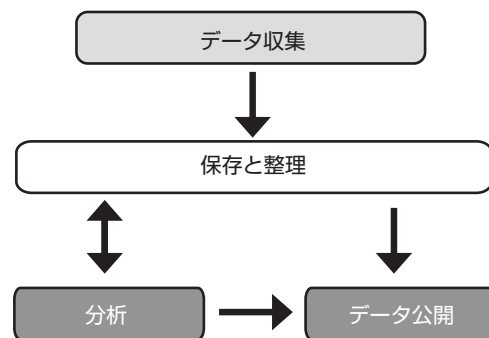 データ収集
保存と整理
分析
データ公開